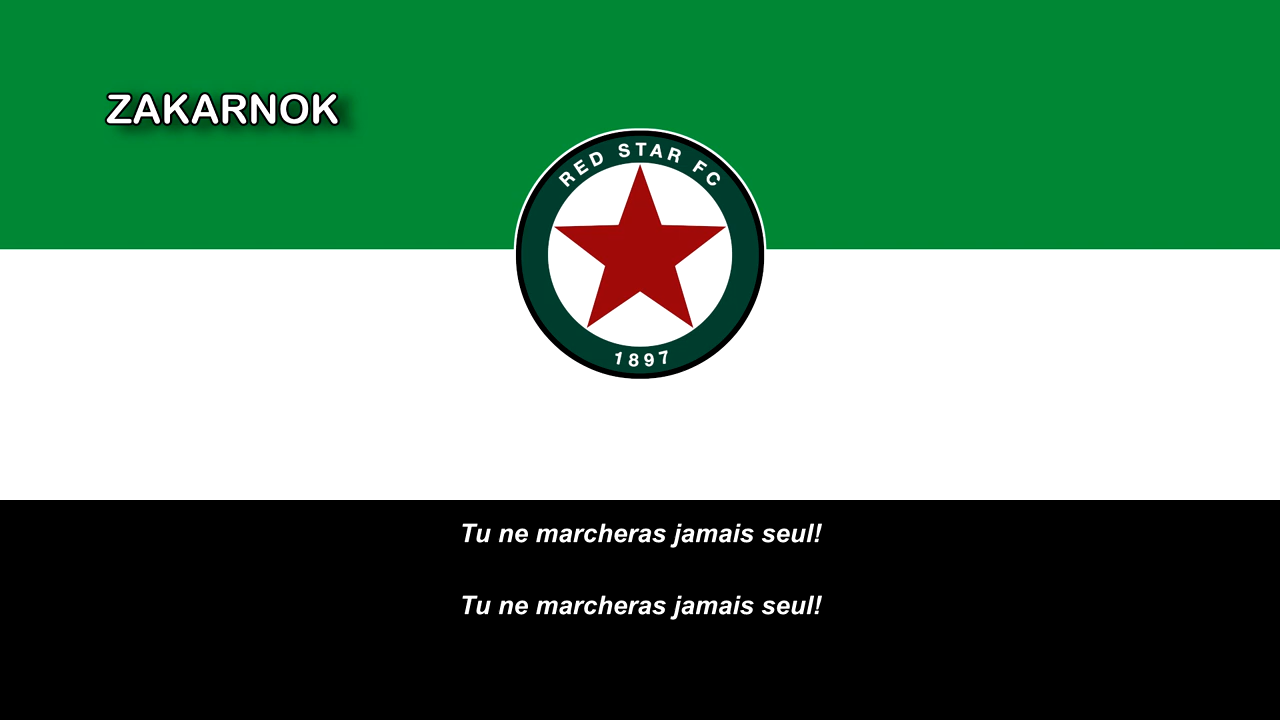 ZAKARNOK
RED STAR FC
1897
Tu ne marcheras jamais seul!
Tu ne marcheras jamais seul!